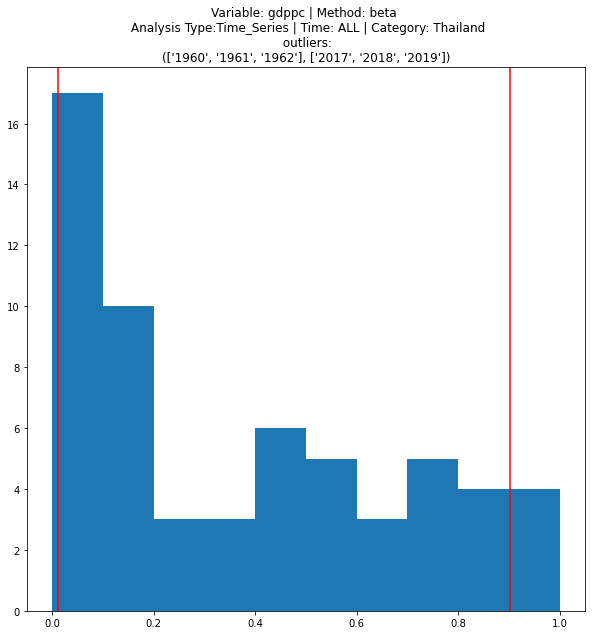 Variable: gdppc | Method: beta
Analysis Type:Time_Series | Time: ALL | Category: Thailand
outliers:
(['1960', '1961', '1962'], ['2017', '2018', '2019'])
16
14
12
10
8
6
4
2
0
0.0 0.2 0.4 0.6 0.8 1.0